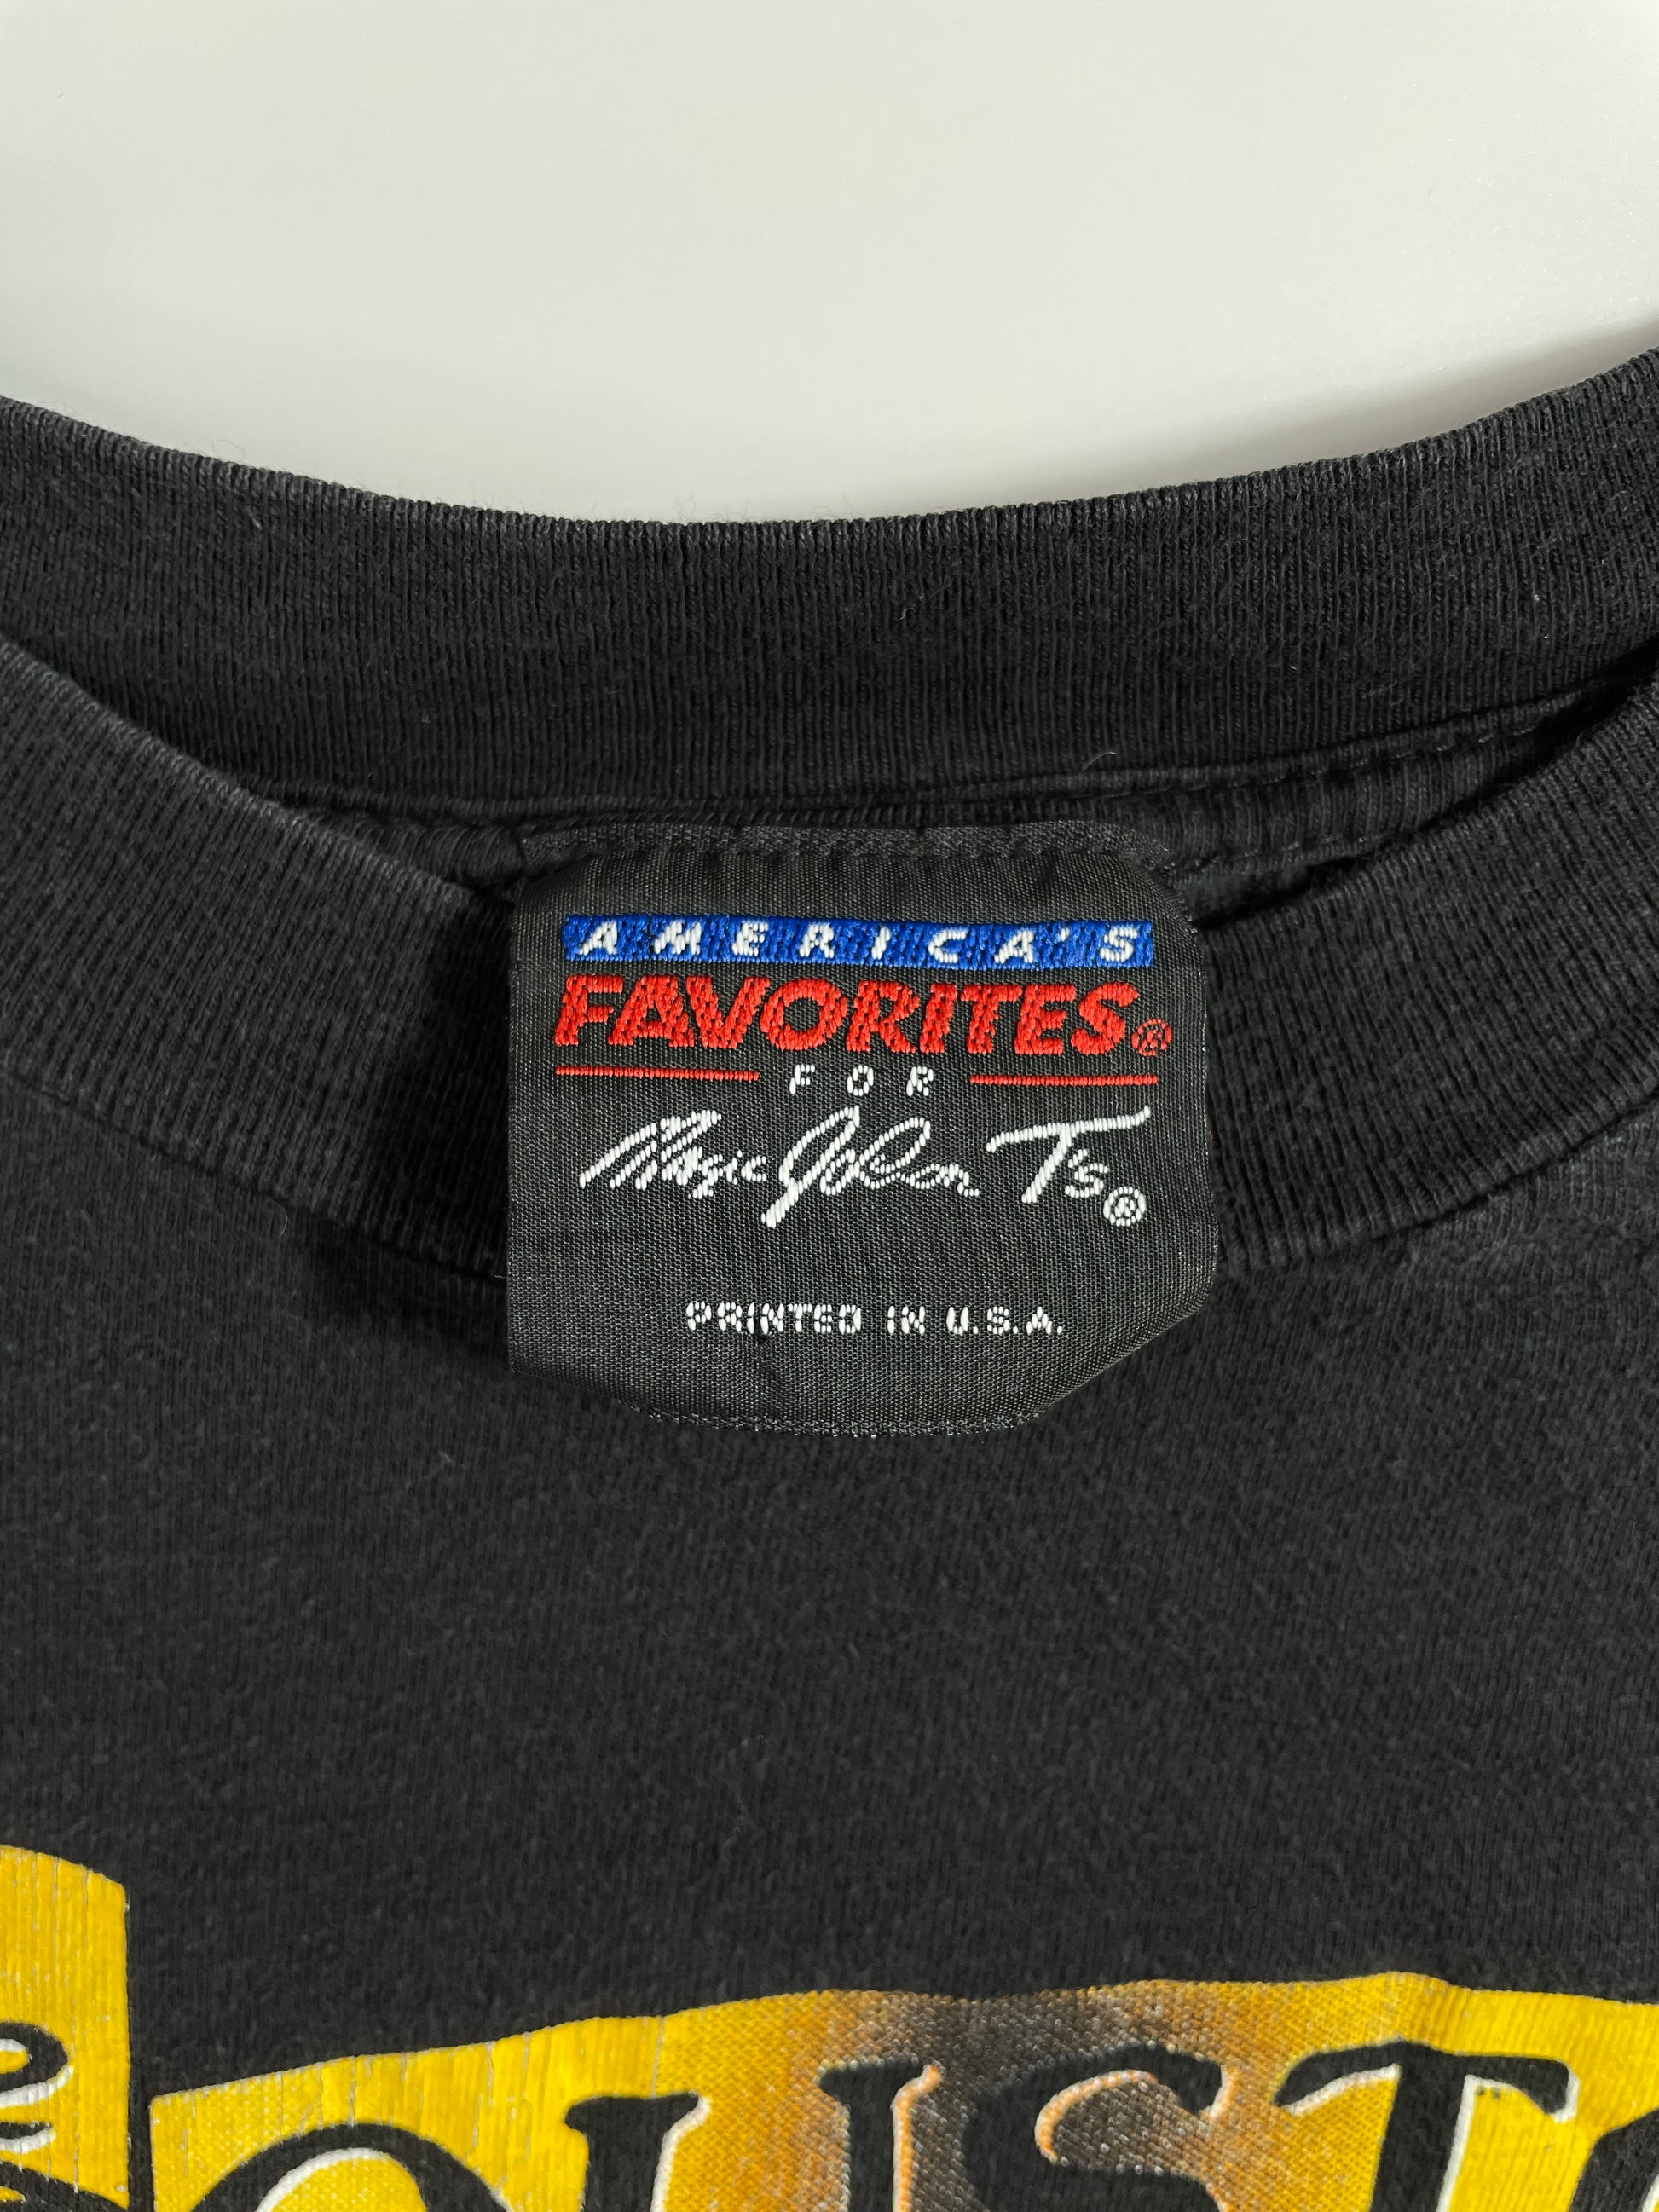 AMERICA'S
FAVORITES®
FOR
Magic Johnson T's®
PRINTED IN U.S.A.